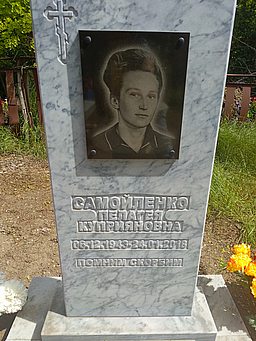 САМОЙЛЕНКО
ПЕЛАГЕЯ
КУПРИЯНОВНА
06.12.1943-24.01.2018
ПОМНИМ СКОРБИМ